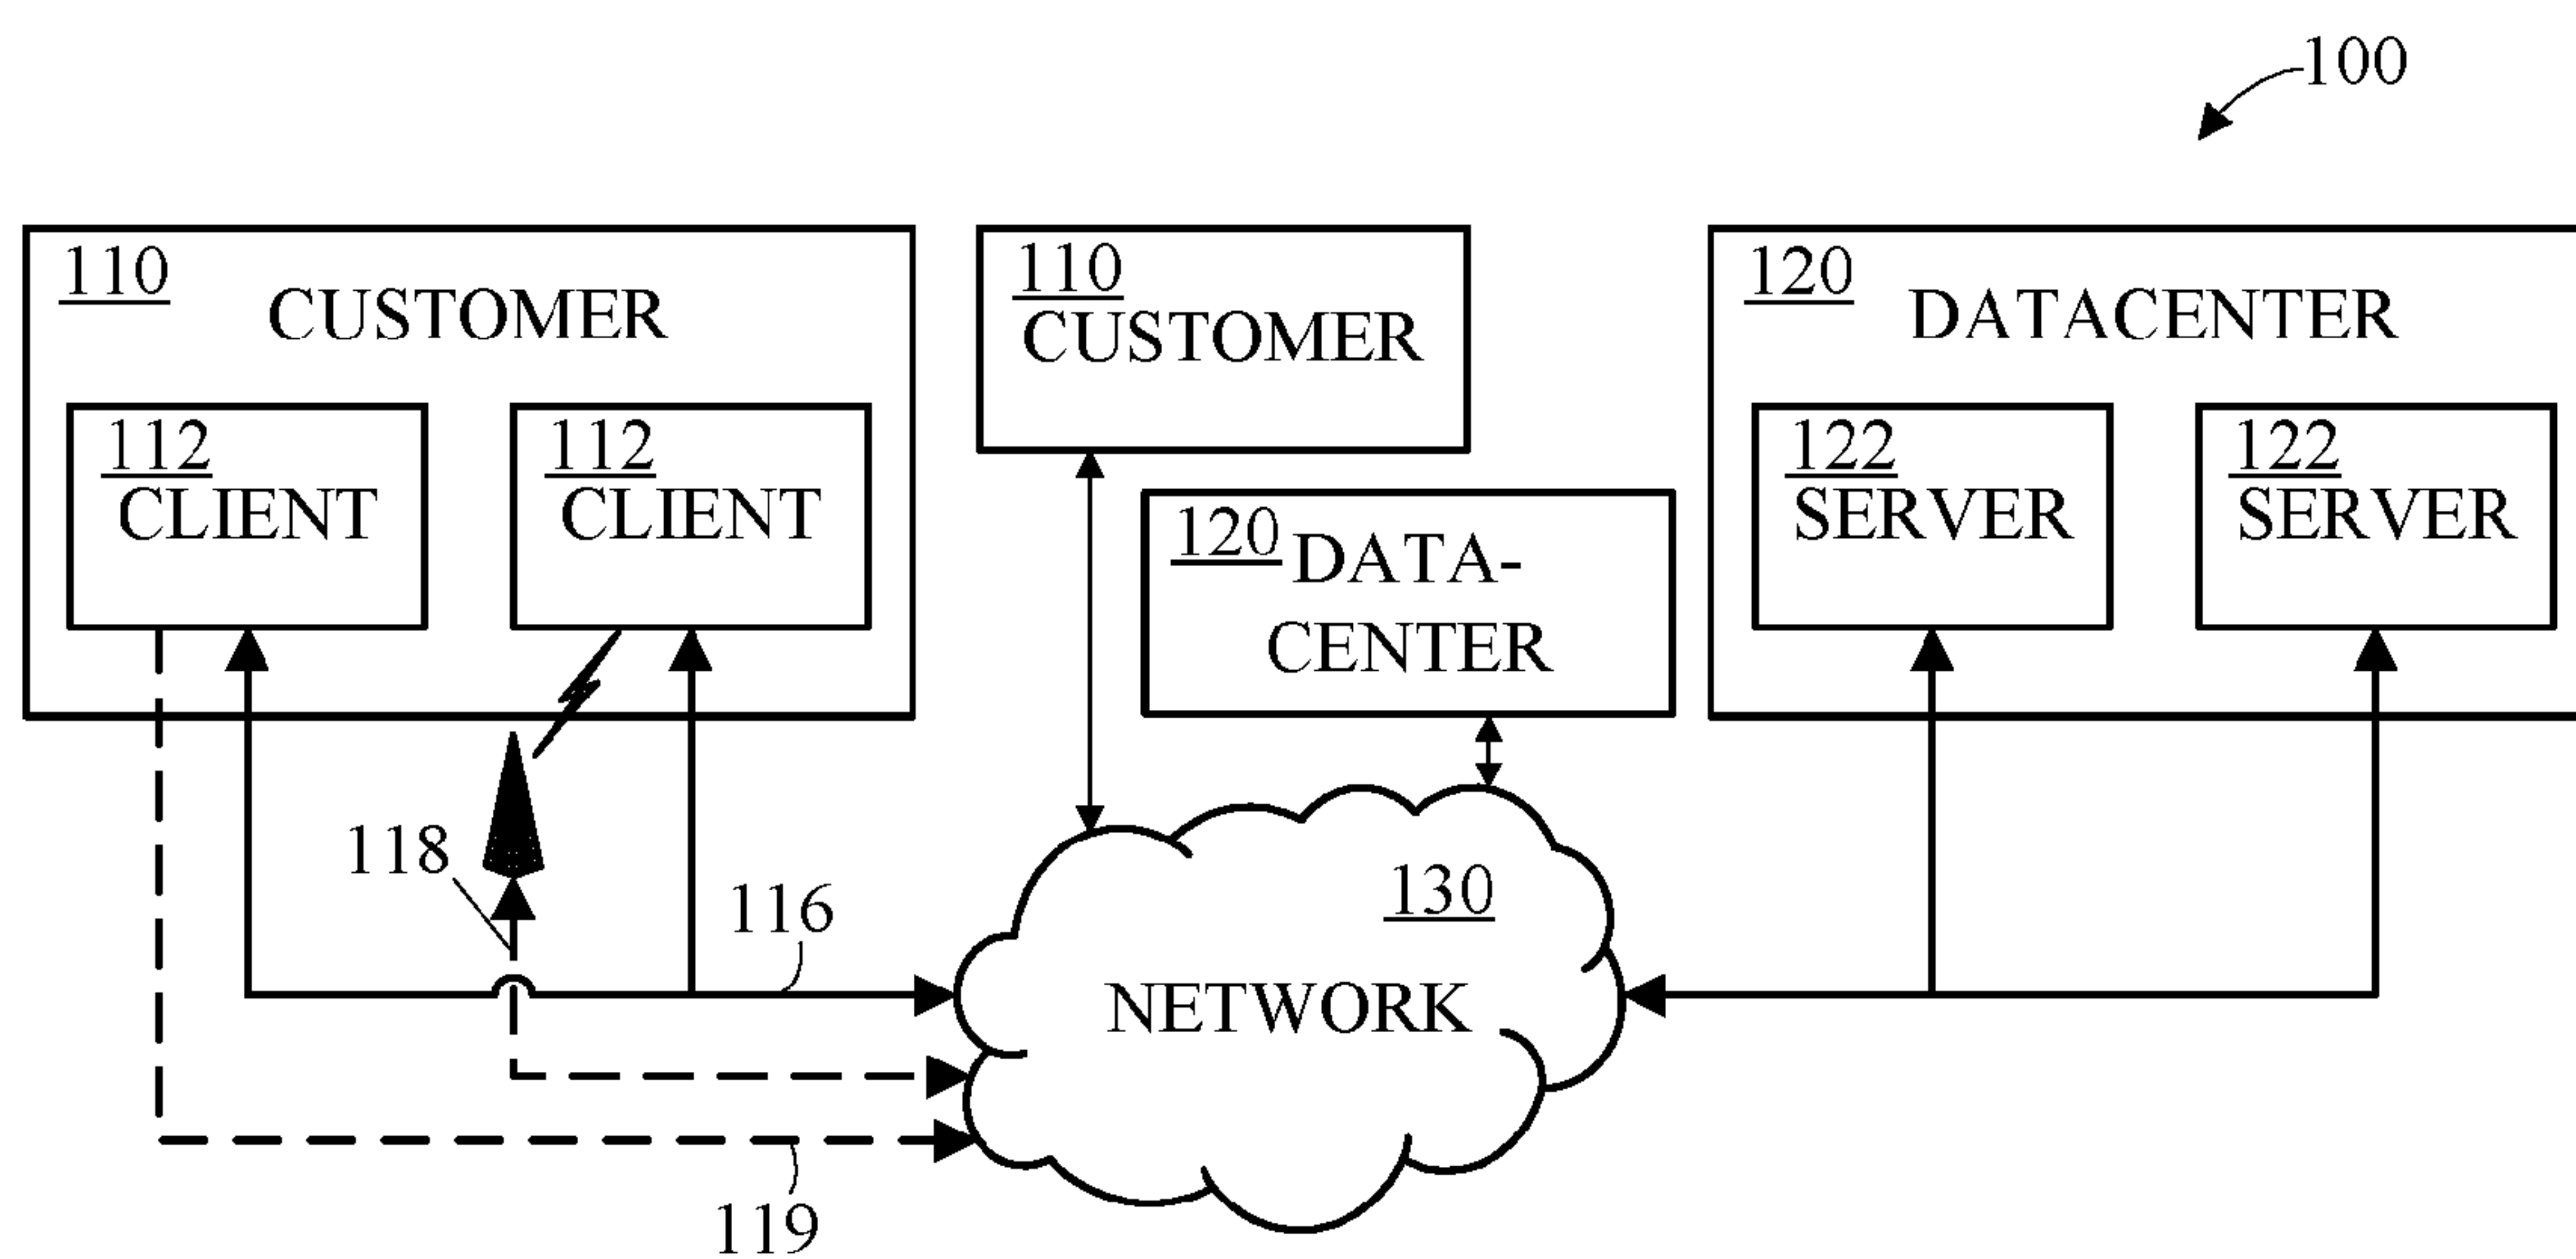 100
110
CUSTOMER
112
CLIENT
112
CLIENT
110
CUSTOMER
120
DATA-
CENTER
120
DATACENTER
122
SERVER
122
SERVER
118
116
130
NETWORK
119